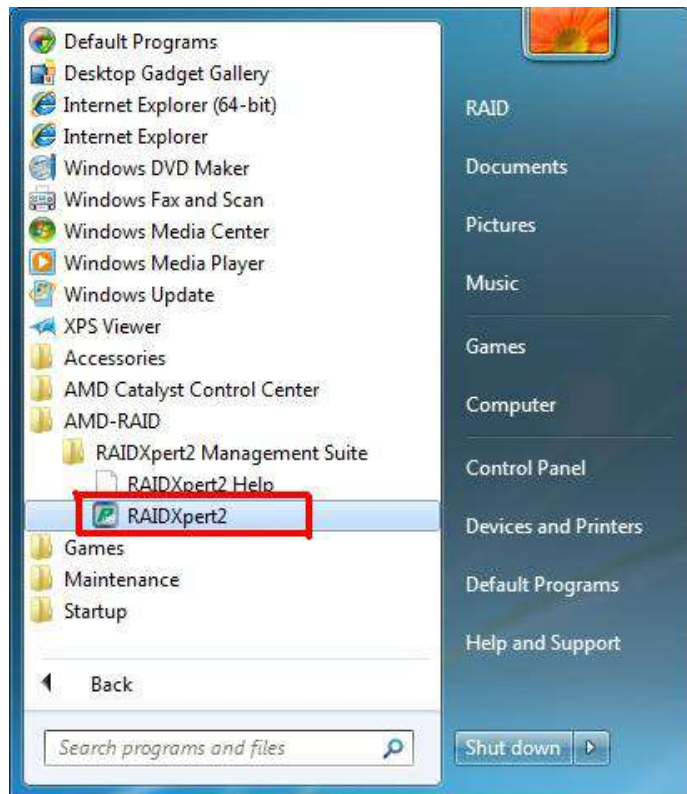 Default Programs
Desktop Gadget Gallery
Internet Explorer (64-bit)
Internet Explorer
Windows DVD Maker
Windows Fax and Scan
Windows Media Center
Windows Media Player
Windows Update
XPS Viewer
Accessories
AMD Catalyst Control Center
AMD-RAID
RAIDXpert2 Management Suite
RAIDXpert2 Help
RAIDXpert2
Games
Maintenance
Startup
Back
Search programs and files
RAID
Documents
Pictures
Music
Games
Computer
Control Panel
Devices and Printers
Default Programs
Help and Support
Shut down